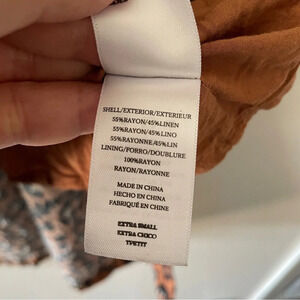 SHELL/EXTERIOR/EXTERIEUR
55%RAYON/45%LINEN
55%RAYON/45%LINO
55%RAYONNE/45%LIN
LINING/FORRO/DOUBLURE
100%RAYON
RAYON/RAYONNE
MADE IN CHINA
HECHO EN CHINA
FABRIQUÉ EN CHINE
EXTRA SMALL
EXTRA CHICO
TPETIT